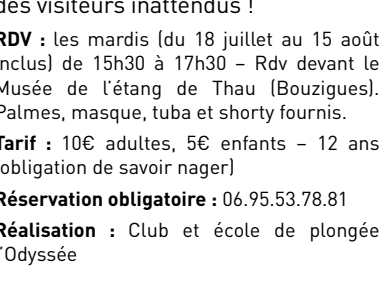 des visiteurs inattendus !
RDV : les mardis (du 18 juillet au 15 août
inclus) de 15h30 à 17h30 – Rdv devant le
Musée de l'étang de Thau (Bouzigues).
Palmes, masque, tuba et shorty fournis.
Tarif : 10€ adultes, 5€ enfants – 12 ans
(obligation de savoir nager)
Réservation obligatoire : 06.95.53.78.81
Réalisation : Club et école de plongée
l'Odyssée